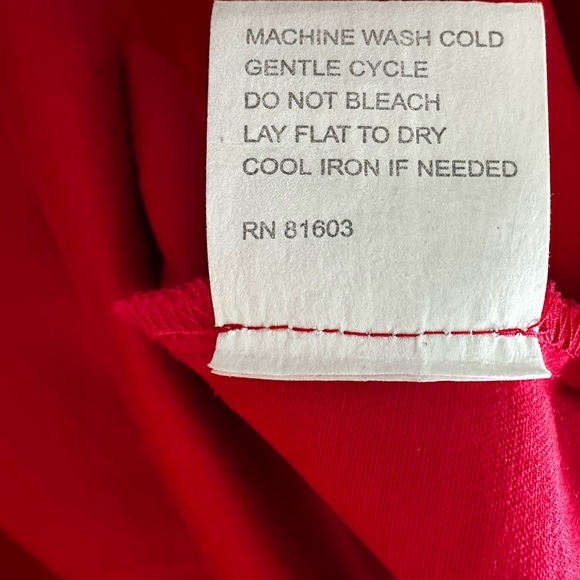 MACHINE WASH COLD
GENTLE CYCLE
DO NOT BLEACH
LAY FLAT TO DRY
COOL IRON IF NEEDED
RN 81603